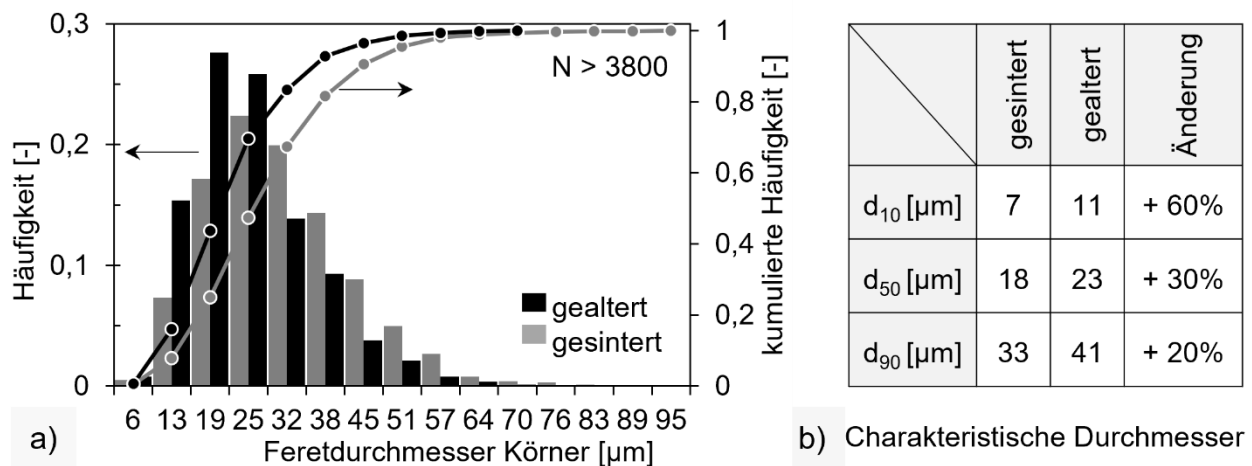 0,3
0,2
0,1
0
Häufigkeit [-]
1
0,8
0,6
0,4
0,2
0
kumulierte Häufigkeit [-]
N > 3800
gealtert
gesintert
6 13 19 25 32 38 45 51 57 64 70 76 83 89 95
a) Feretdurchmesser Körner [µm]
gesintert gealtert Änderung
d10 [µm] 7 11 + 60%
d50 [µm] 18 23 + 30%
d90 [µm] 33 41 + 20%
b) Charakteristische Durchmesser